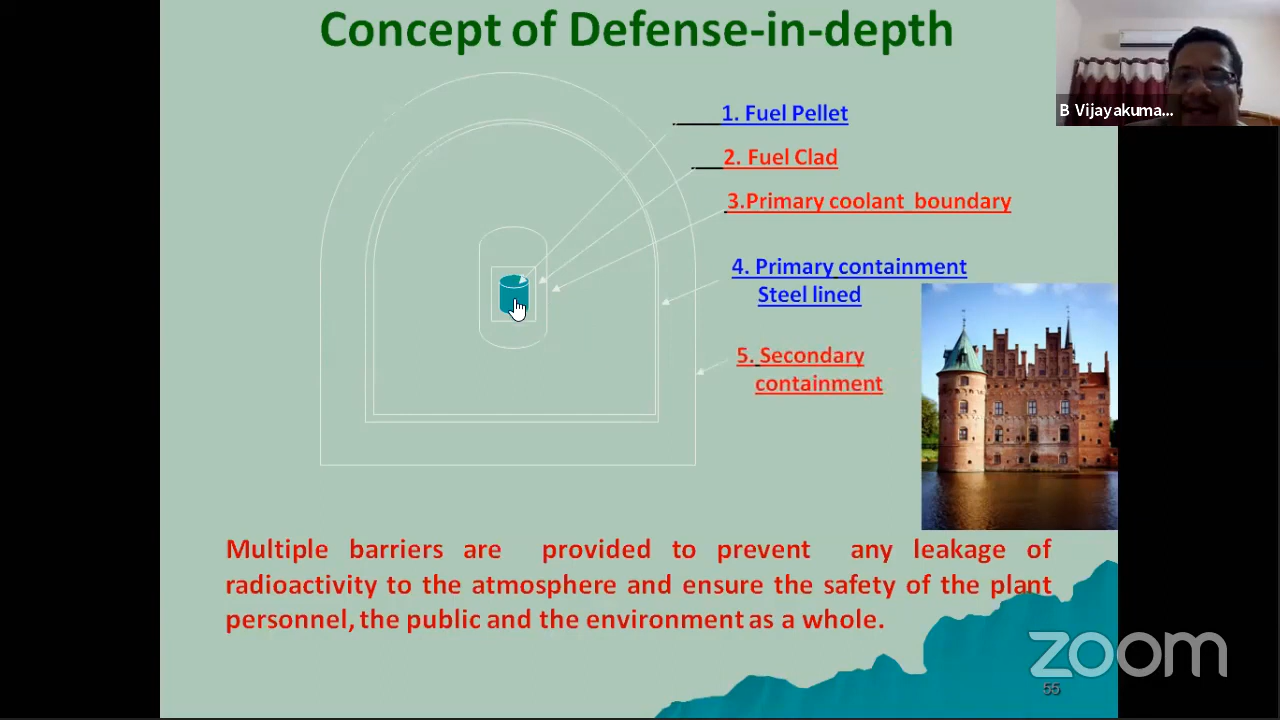 Concept of Defense-in-depth
B Vijayakuma...
1. Fuel Pellet
2. Fuel Clad
3.Primary coolant boundary
4. Primary containment
Steel lined
5. Secondary
containment
Multiple barriers are provided to prevent any leakage of
radioactivity to the atmosphere and ensure the safety of the plant
personnel, the public and the environment as a whole.
zoom
55